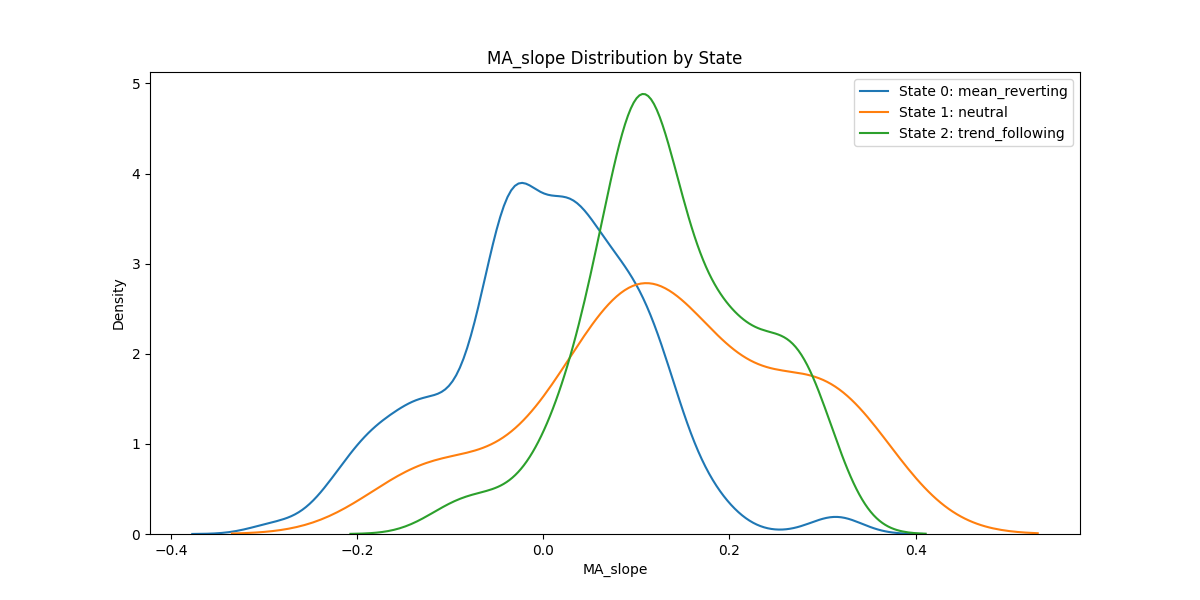 MA_slope Distribution by State
5
4
3
2
1
0
Density
State 0: mean_reverting
State 1: neutral
State 2: trend_following
−0.4
−0.2
0.0
0.2
0.4
MA_slope